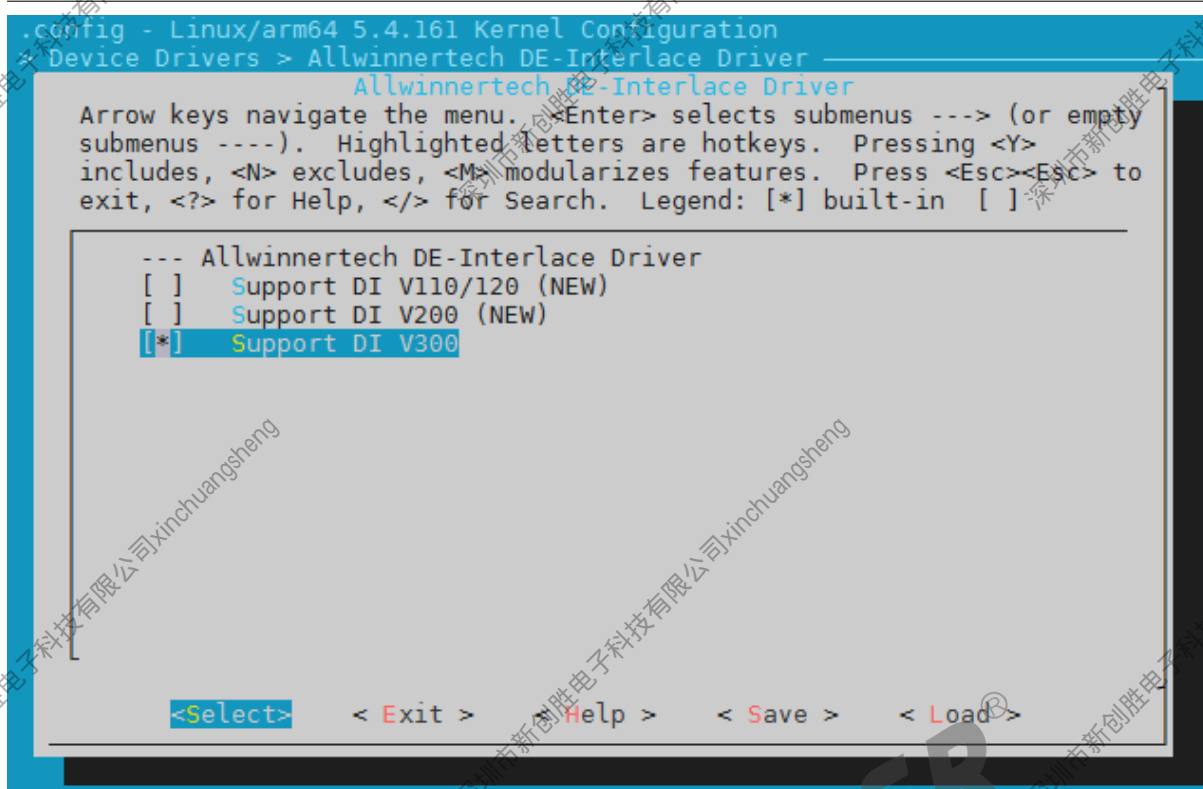 .config - Linux/arm64 5.4.161 Kernel Configuration
> Device Drivers > Allwinnertech DE-Interlace Driver
Allwinnertech DE-Interlace Driver
Arrow keys navigate the menu. <Enter> selects submenus ---> (or empty
submenus ----). Highlighted letters are hotkeys. Pressing <Y>
includes, <N> excludes, <M> modularizes features. Press <Esc><Esc> to
exit, <?> for Help, </> for Search. Legend: [*] built-in [ ]
--- Allwinnertech DE-Interlace Driver
[ ] Support DI V110/120 (NEW)
[ ] Support DI V200 (NEW)
[*] Support DI V300
<Select> < Exit > < Help > < Save > < Load >
深圳市新创胜电子科技有限公司xinchuangsheng
深圳市新创胜电子科技有限公司xinchuangsheng